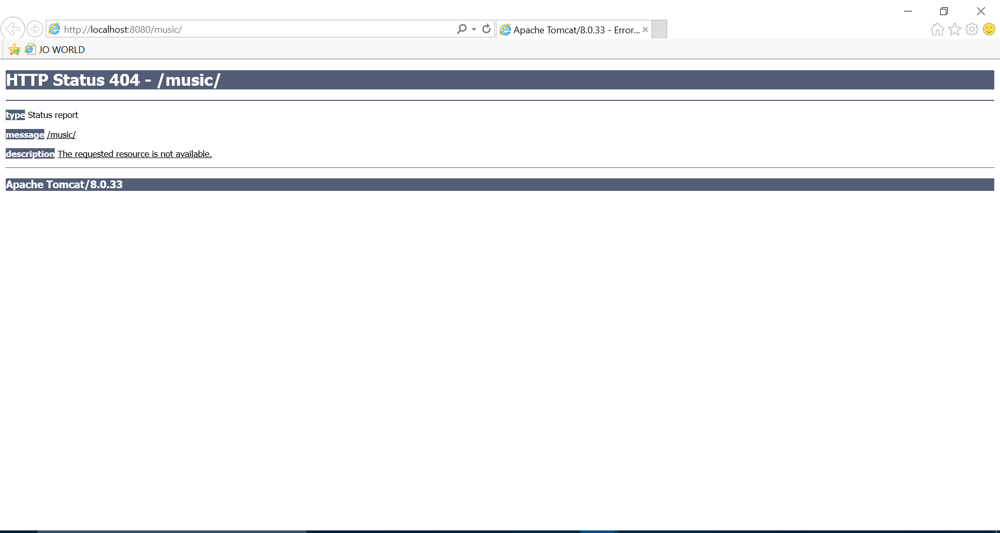 http://localhost:8080/music/
Apache Tomcat/8.0.33 - Error...
JO WORLD
HTTP Status 404 - /music/
type Status report
message /music/
description The requested resource is not available.
Apache Tomcat/8.0.33